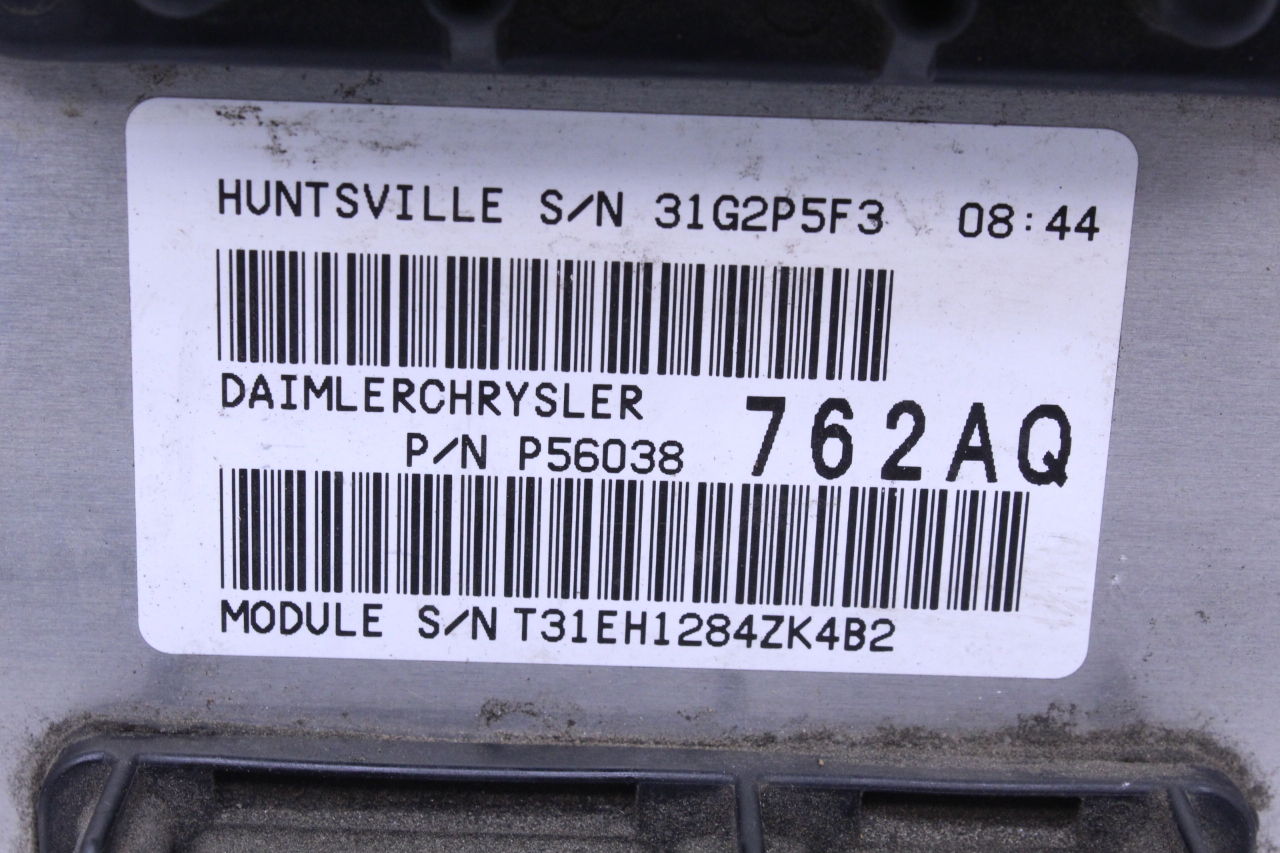 HUNTSVILLE S/N 31G2P5F3 08:44
DAIMLERCHRYSLER
P/N P56038 762AQ
MODULE S/N T31EH1284ZK4B2